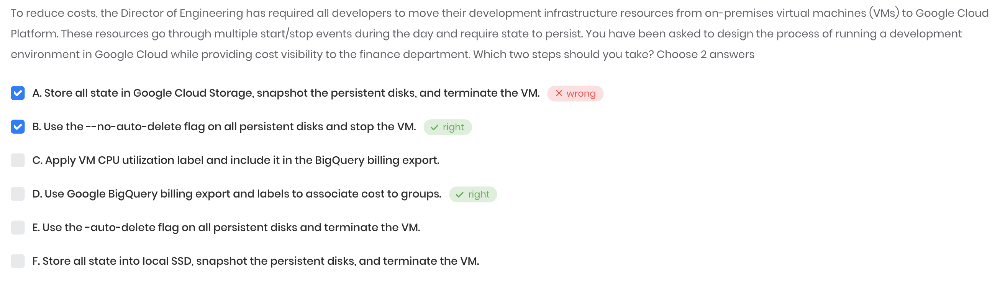 To reduce costs, the Director of Engineering has required all developers to move their development infrastructure resources from on-premises virtual machines (VMs) to Google Cloud
Platform. These resources go through multiple start/stop events during the day and require state to persist. You have been asked to design the process of running a development
environment in Google Cloud while providing cost visibility to the finance department. Which two steps should you take? Choose 2 answers
A. Store all state in Google Cloud Storage, snapshot the persistent disks, and terminate the VM. × wrong
B. Use the --no-auto-delete flag on all persistent disks and stop the VM. ✓ right
C. Apply VM CPU utilization label and include it in the BigQuery billing export.
D. Use Google BigQuery billing export and labels to associate cost to groups. ✓ right
E. Use the -auto-delete flag on all persistent disks and terminate the VM.
F. Store all state into local SSD, snapshot the persistent disks, and terminate the VM.